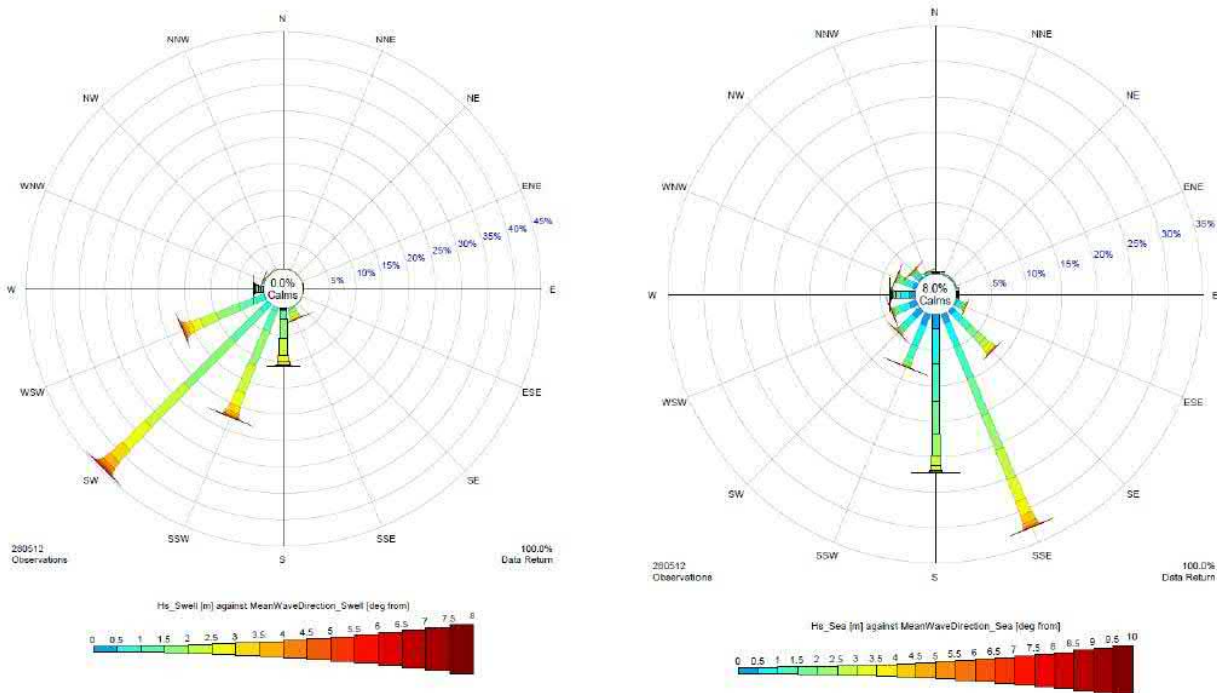 N
NNW
NNE
NW
NE
WNW
ENE
5% 10% 15% 20% 25% 30% 35% 40% 45%
0.0%
Calms
W
E
WSW
ESE
SW
SE
SSW
SSE
S
280512
Observations
100.0%
Data Return
Hs_Swell [m] against MeanWaveDirection_Swell [deg from]
0 0.5 1 1.5 2 2.5 3 3.5 4 4.5 5 5.5 6 6.5 7 7.5 8
N
NNW
NNE
NW
NE
WNW
ENE
5% 10% 15% 20% 25% 30% 35%
8.0%
Calms
W
E
WSW
ESE
SW
SE
SSW
SSE
S
280512
Observations
100.0%
Data Return
Hs_Sea [m] against MeanWaveDirection_Sea [deg from]
0 0.5 1 1.5 2 2.5 3 3.5 4 4.5 5 5.5 6 6.5 7 7.5 8 8.5 9 9.5 10